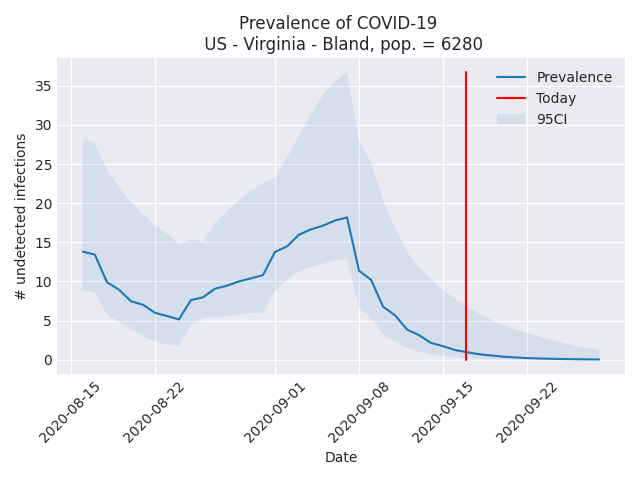 Prevalence of COVID-19
US - Virginia - Bland, pop. = 6280
Prevalence
Today
95CI
# undetected infections
35
30
25
20
15
10
5
0
2020-08-15
2020-08-22
2020-09-01
2020-09-08
2020-09-15
2020-09-22
Date